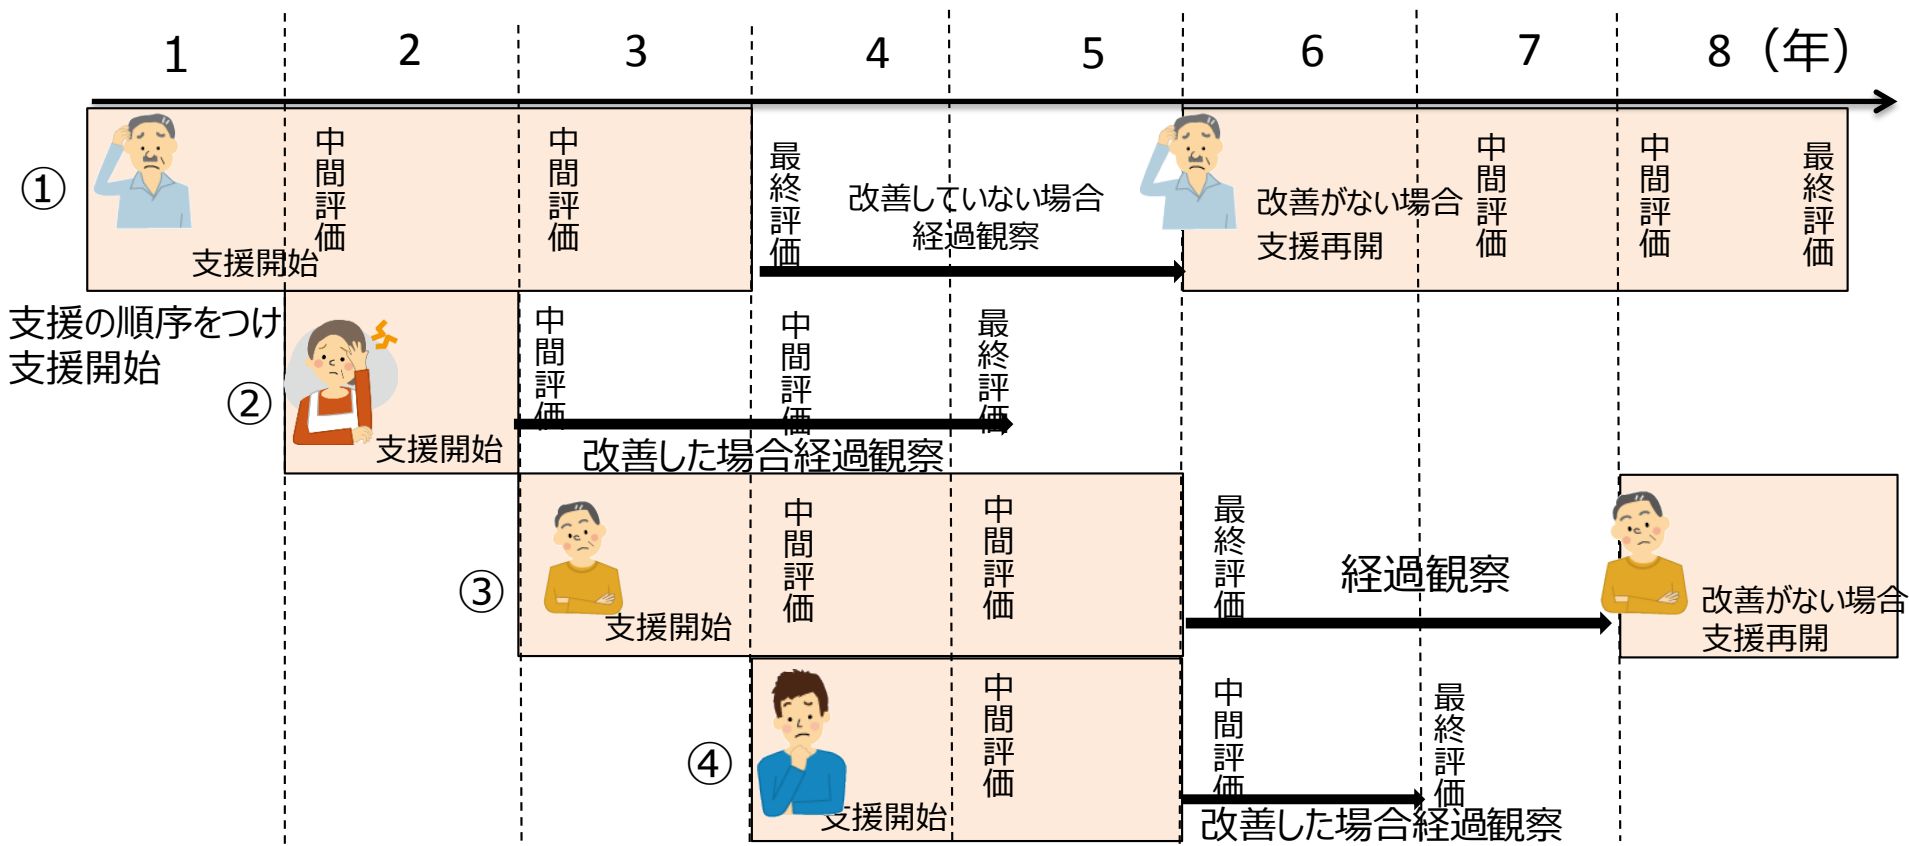 1 2 3 4 5 6 7 8（年）
①
支援開始
中間評価
中間評価
最終評価
改善していない場合
経過観察
改善がない場合
支援再開
中間評価
中間評価
最終評価
支援の順序をつけ
支援開始
②
支援開始
中間評価
中間評価
最終評価
改善した場合経過観察
③
支援開始
中間評価
中間評価
最終評価
経過観察
改善がない場合
支援再開
④
支援開始
中間評価
中間評価
最終評価
改善した場合経過観察